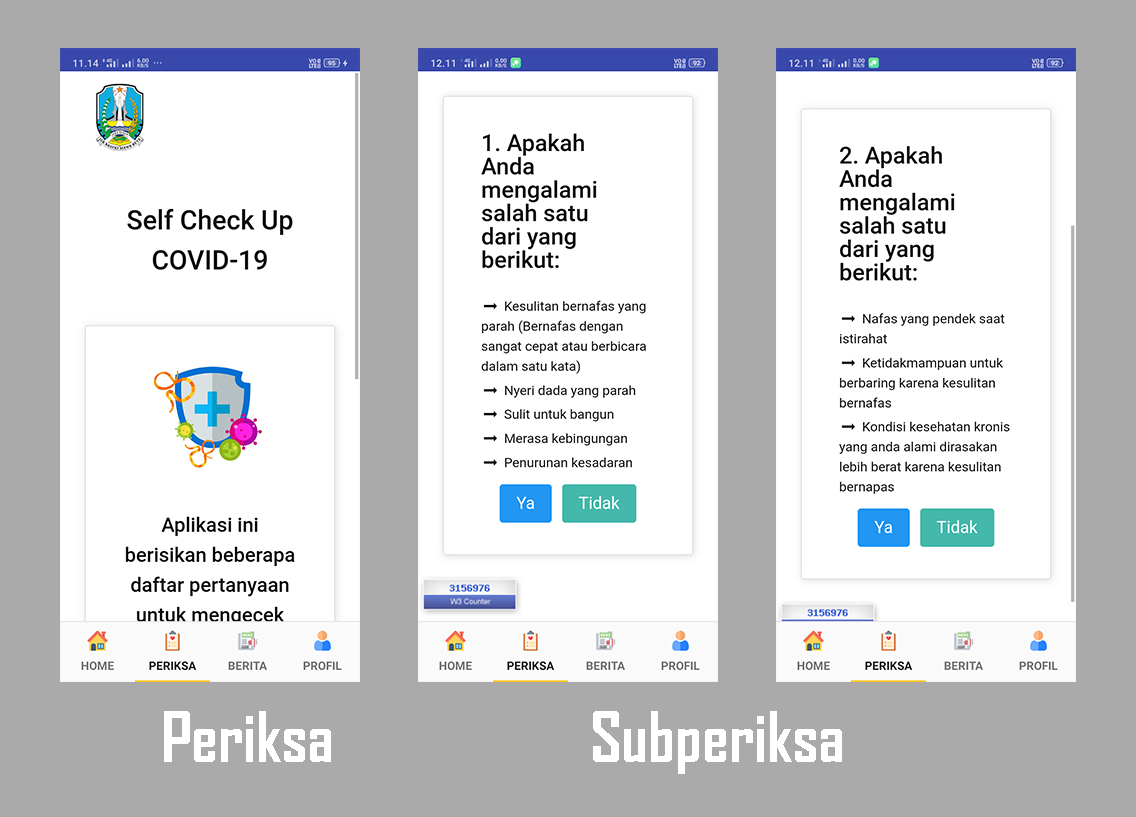 11.14
95
Self Check Up
COVID-19
Aplikasi ini
berisikan beberapa
daftar pertanyaan
untuk mengecek
HOME
PERIKSA
BERITA
PROFIL
12.11
92
1. Apakah
Anda
mengalami
salah satu
dari yang
berikut:
→ Kesulitan bernafas yang
parah (Bernafas dengan
sangat cepat atau berbicara
dalam satu kata)
→ Nyeri dada yang parah
→ Sulit untuk bangun
→ Merasa kebingungan
→ Penurunan kesadaran
Ya
Tidak
3156976
W3 Counter
HOME
PERIKSA
BERITA
PROFIL
12.11
92
2. Apakah
Anda
mengalami
salah satu
dari yang
berikut:
→ Nafas yang pendek saat
istirahat
→ Ketidakmampuan untuk
berbaring karena kesulitan
bernafas
→ Kondisi kesehatan kronis
yang anda alami dirasakan
lebih berat karena kesulitan
bernapas
Ya
Tidak
3156976
HOME
PERIKSA
BERITA
PROFIL
Periksa
Subperiksa